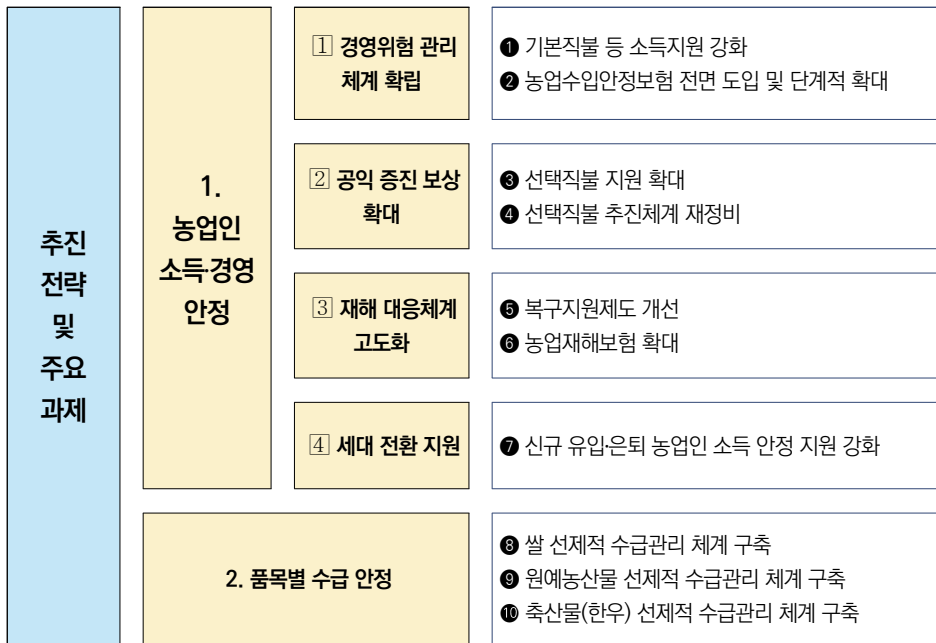 추진
전략
및
주요
과제
1.
농업인
소득·경영
안정
1 경영위험 관리
체계 확립
❶ 기본직불 등 소득지원 강화
❷ 농업수입안정보험 전면 도입 및 단계적 확대
2 공익 증진 보상
확대
❸ 선택직불 지원 확대
❹ 선택직불 추진체계 재정비
3 재해 대응체계
고도화
❺ 복구지원제도 개선
❻ 농업재해보험 확대
4 세대 전환 지원
❼ 신규 유입·은퇴 농업인 소득 안정 지원 강화
2. 품목별 수급 안정
❽ 쌀 선제적 수급관리 체계 구축
❾ 원예농산물 선제적 수급관리 체계 구축
❿ 축산물(한우) 선제적 수급관리 체계 구축